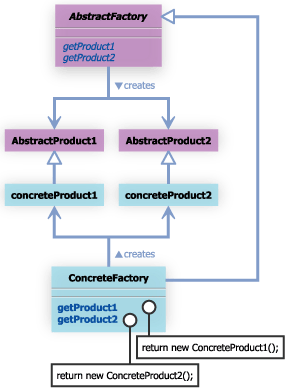 AbstractFactory
getProduct1
getProduct2
▼creates
AbstractProduct1
AbstractProduct2
concreteProduct1
concreteProduct2
▲creates
ConcreteFactory
getProduct1
getProduct2
return new ConcreteProduct1();
return new ConcreteProduct2();